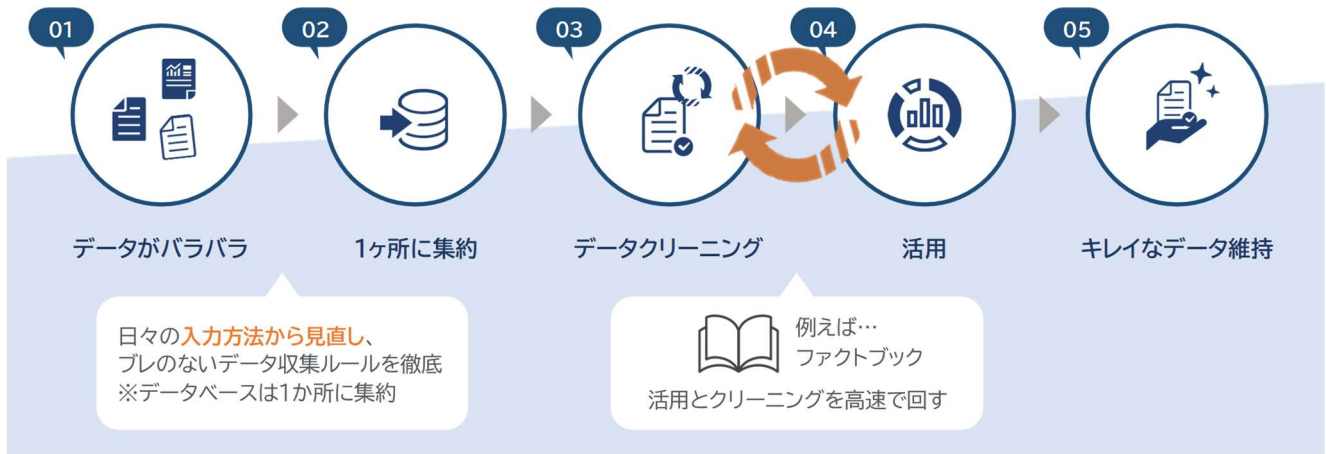 01
02
03
04
05
データがバラバラ
1ヶ所に集約
データクリーニング
活用
キレイなデータ維持
日々の入力方法から見直し、
ブレのないデータ収集ルールを徹底
※データベースは1か所に集約
例えば…
ファクトブック
活用とクリーニングを高速で回す